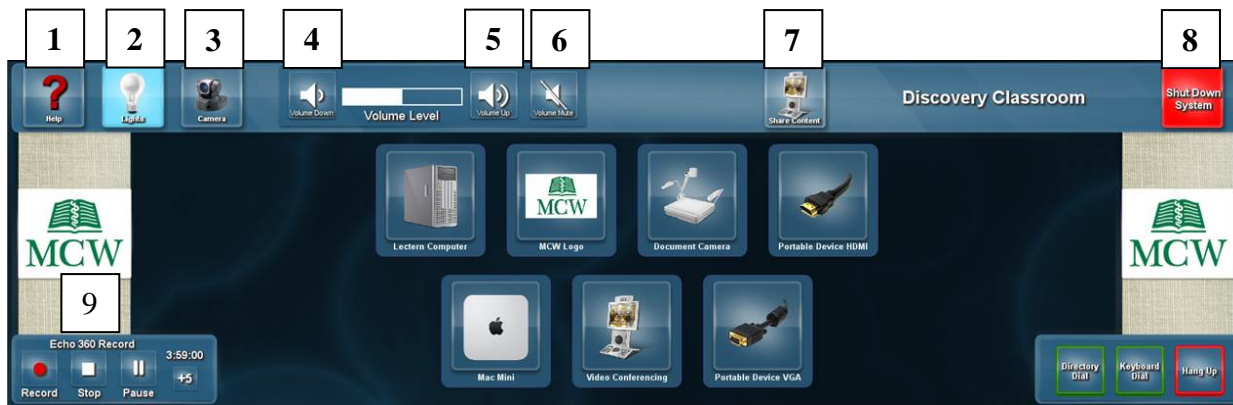 1 2 3 4 5 6 7 8
?
Help
Lights
Camera
Volume Down
Volume Level
Volume Up
Volume Mute
Share Content
Discovery Classroom
Shut Down
System
MCW
Lectern Computer
MCW
MCW Logo
Document Camera
Portable Device HDMI
MCW
9
Mac Mini
Video Conferencing
Portable Device VGA
Echo 360 Record
3:59:00
+5
Record Stop Pause
Directory
Dial
Keyboard
Dial
Hang Up